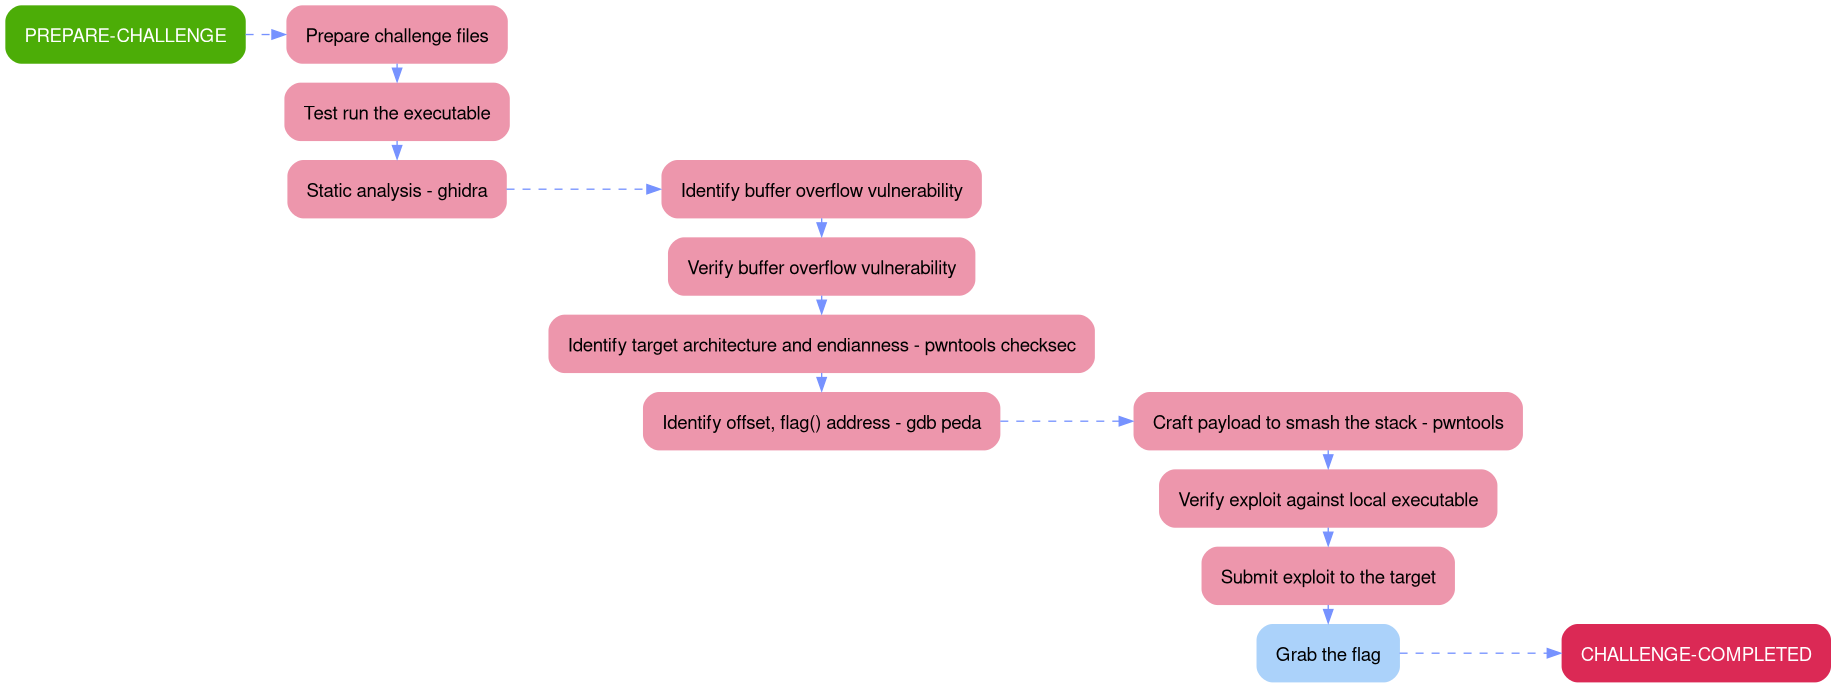 PREPARE-CHALLENGE
Prepare challenge files
Test run the executable
Static analysis - ghidra
Identify buffer overflow vulnerability
Verify buffer overflow vulnerability
Identify target architecture and endianness - pwntools checksec
Identify offset, flag() address - gdb peda
Craft payload to smash the stack - pwntools
Verify exploit against local executable
Submit exploit to the target
Grab the flag
CHALLENGE-COMPLETED